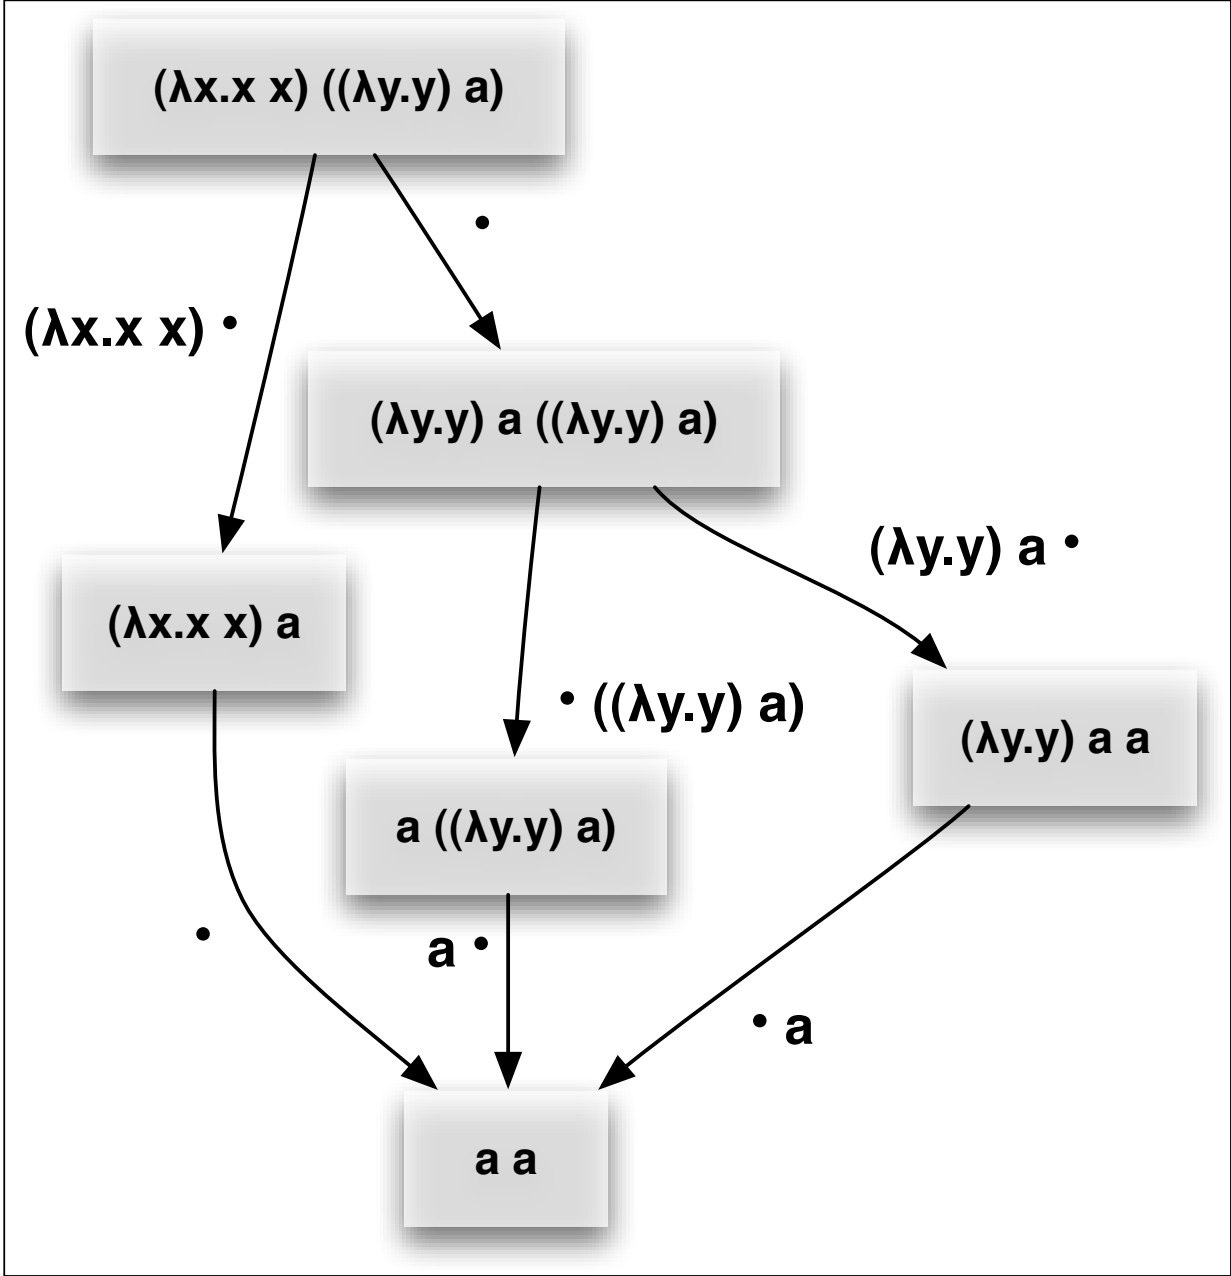 (λx.x x) ((λy.y) a)
•
(λx.x x) •
(λy.y) a ((λy.y) a)
(λy.y) a •
(λx.x x) a
• ((λy.y) a)
(λy.y) a a
a ((λy.y) a)
•
a •
• a
a a